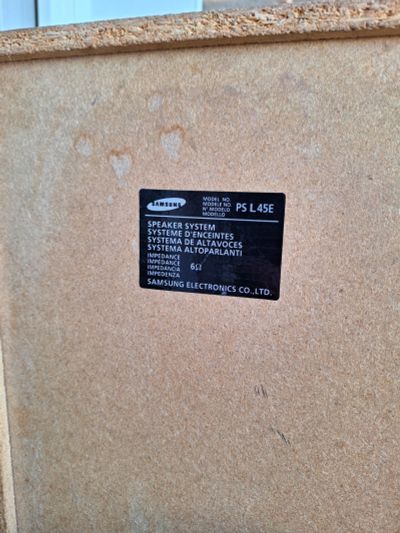 SAMSUNG
MODEL NO.
MODELE NO.
N° MODELO
MODELLO
PS L45E
SPEAKER SYSTEM
SYSTEME D'ENCEINTES
SYSTEMA DE ALTAVOCES
SYSTEMA ALTOPARLANTI
IMPEDANCE
IMPEDANCE
IMPEDANCIA
IMPEDENZA
6Ω
SAMSUNG ELECTRONICS CO.,LTD.